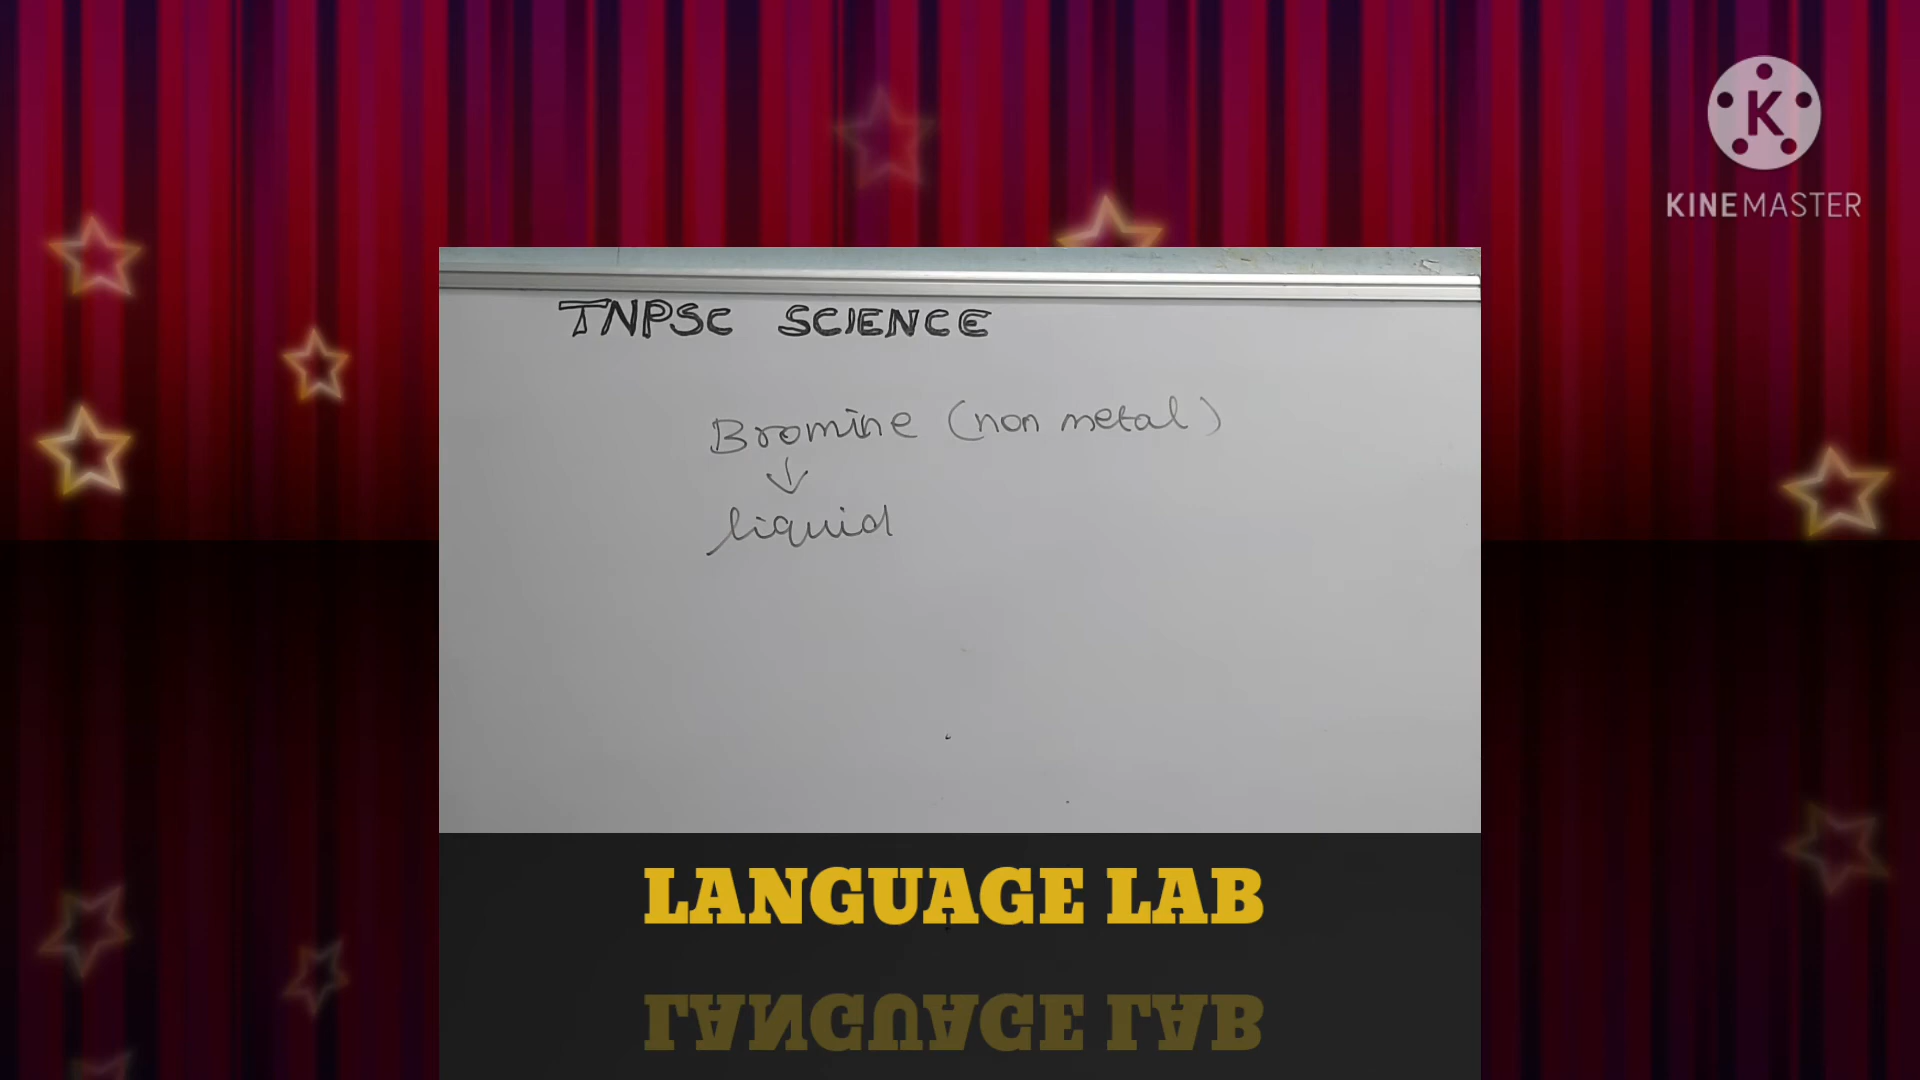 K
KINEMASTER
TNPSC SCIENCE
Bromine (non metal)
liquid
LANGUAGE LAB
LANGUAGE LAB